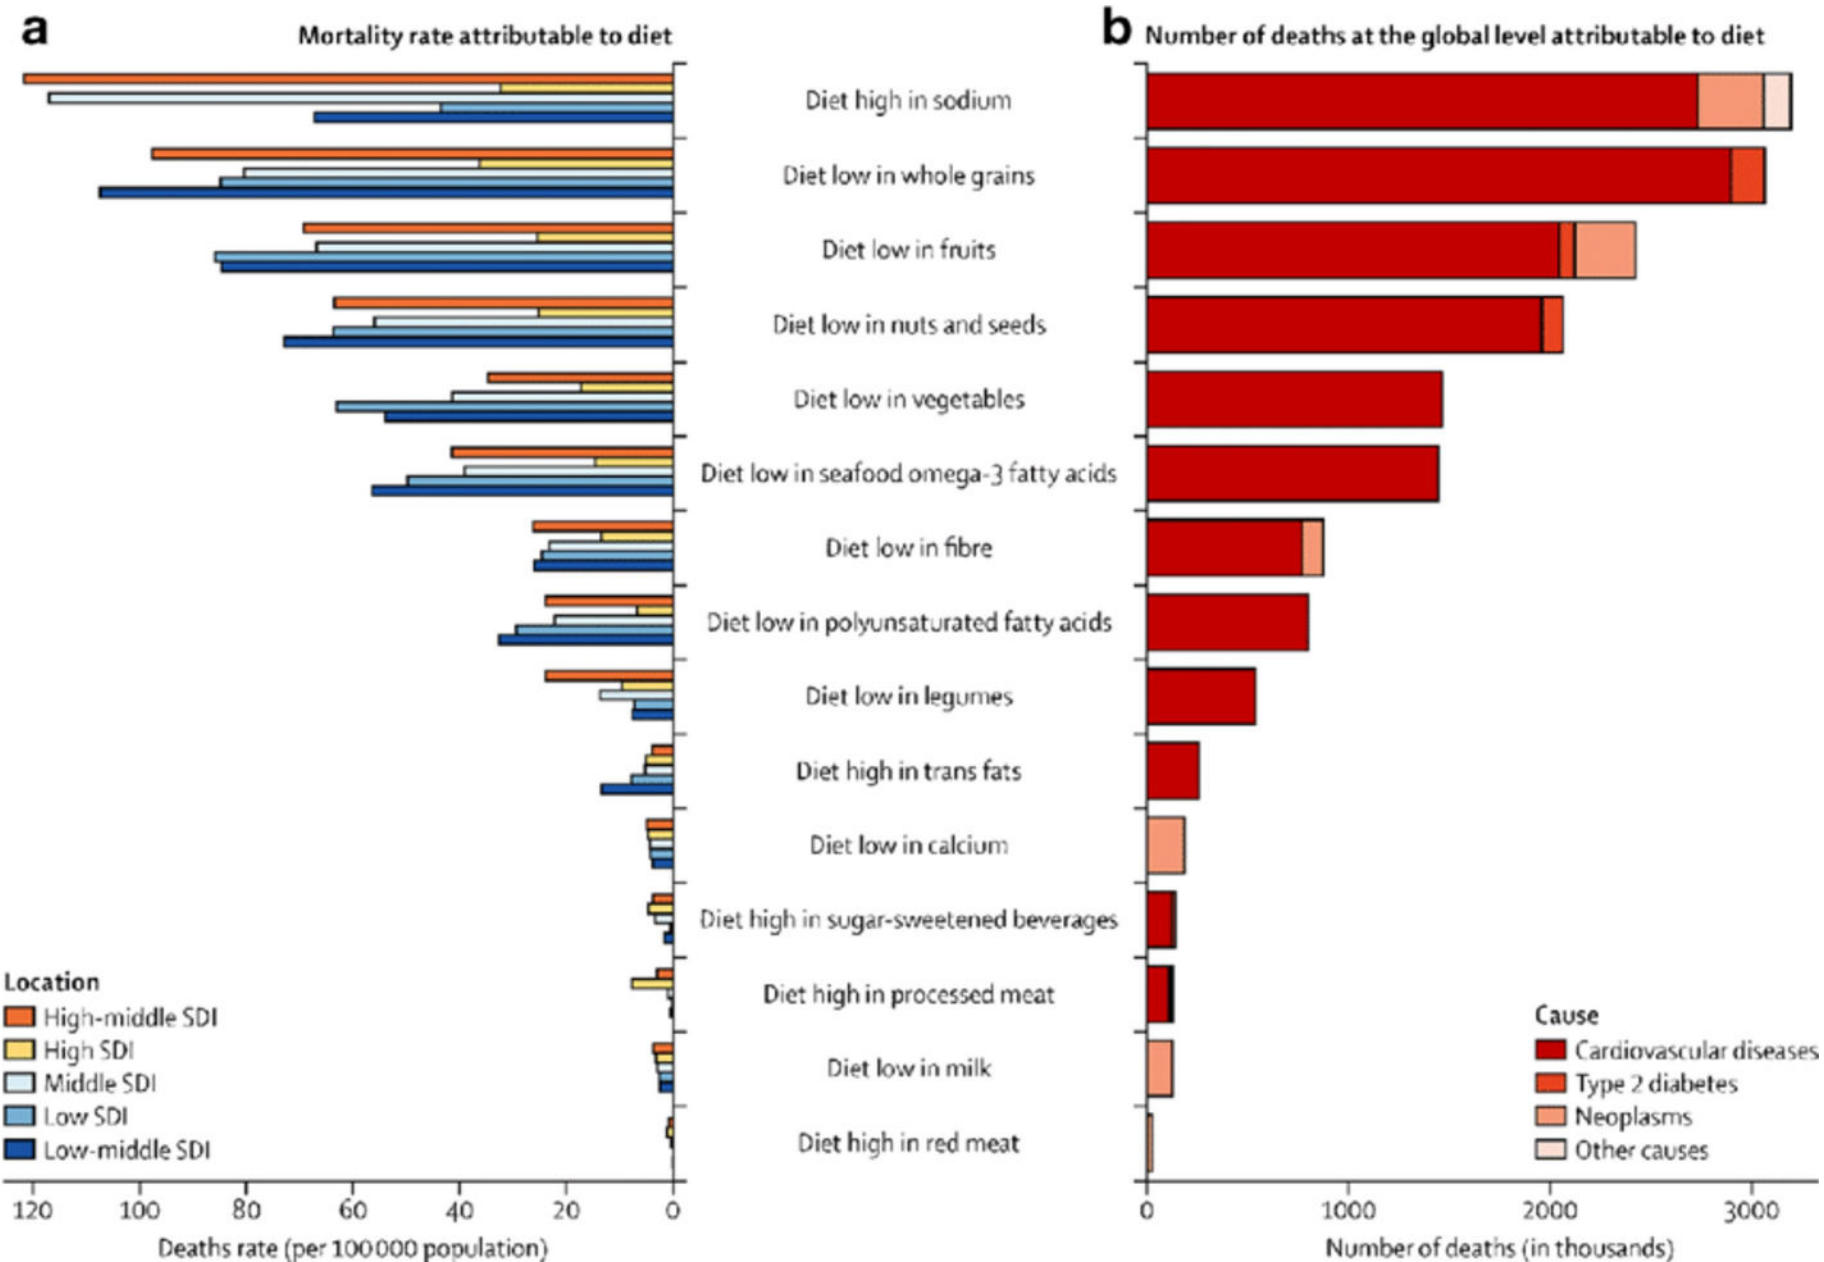 a
Mortality rate attributable to diet
b
Number of deaths at the global level attributable to diet
Diet high in sodium
Diet low in whole grains
Diet low in fruits
Diet low in nuts and seeds
Diet low in vegetables
Diet low in seafood omega-3 fatty acids
Diet low in fibre
Diet low in polyunsaturated fatty acids
Diet low in legumes
Diet high in trans fats
Diet low in calcium
Diet high in sugar-sweetened beverages
Diet high in processed meat
Diet low in milk
Diet high in red meat
Location
High-middle SDI
High SDI
Middle SDI
Low SDI
Low-middle SDI
120 100 80 60 40 20 0
Deaths rate (per 100 000 population)
Cause
Cardiovascular diseases
Type 2 diabetes
Neoplasms
Other causes
0 1000 2000 3000
Number of deaths (in thousands)